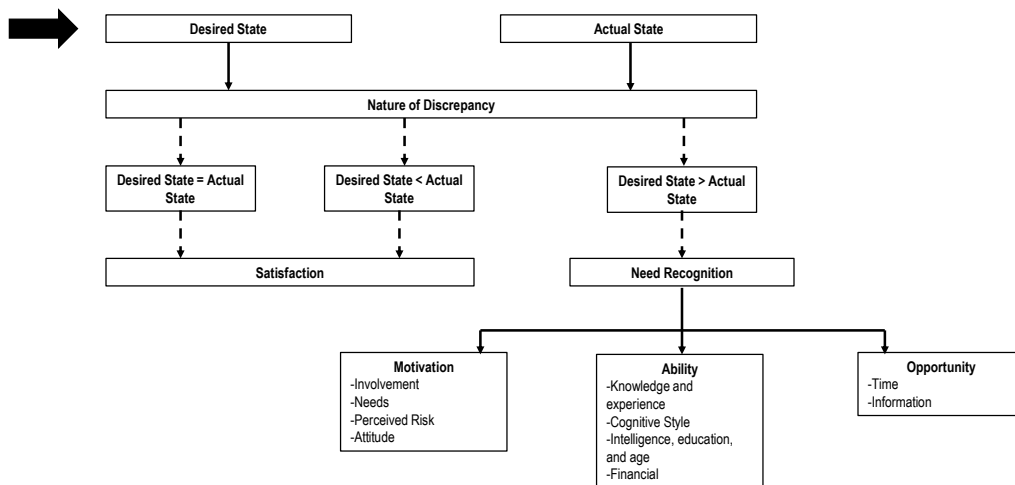 Desired State
Actual State
Nature of Discrepancy
Desired State = Actual
State
Desired State < Actual
State
Desired State > Actual
State
Satisfaction
Need Recognition
Motivation
-Involvement
-Needs
-Perceived Risk
-Attitude
Ability
-Knowledge and
experience
-Cognitive Style
-Intelligence, education,
and age
-Financial
Opportunity
-Time
-Information